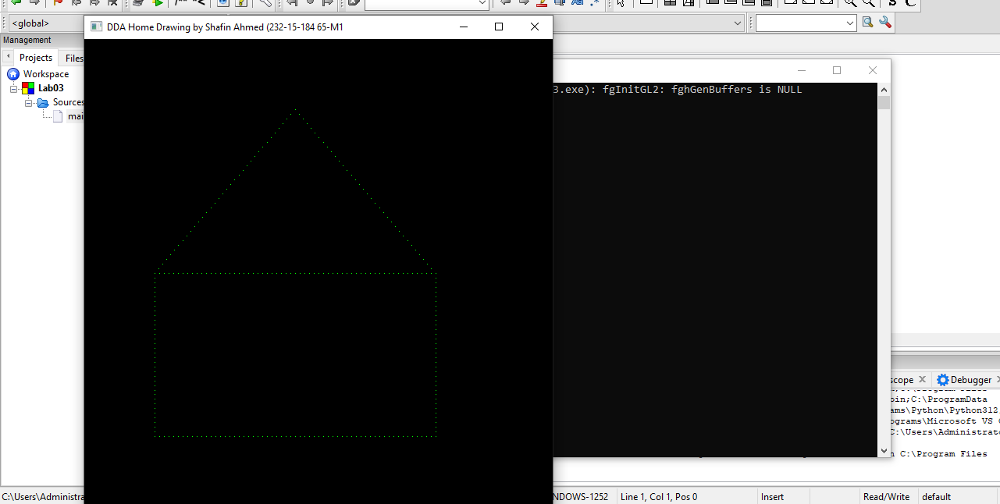 <global>
Management
Projects
Files
Workspace
Lab03
Sources
mai
DDA Home Drawing by Shafin Ahmed (232-15-184 65-M1
3.exe): fgInitGL2: fghGenBuffers is NULL
scope
Debugger
bin;C:\ProgramData
ams\Python\Python312
ograms\Microsoft VS C
C:\Users\Administrato
n C:\Program Files
C:\Users\Administra
NDOWS-1252
Line 1, Col 1, Pos 0
Insert
Read/Write
default